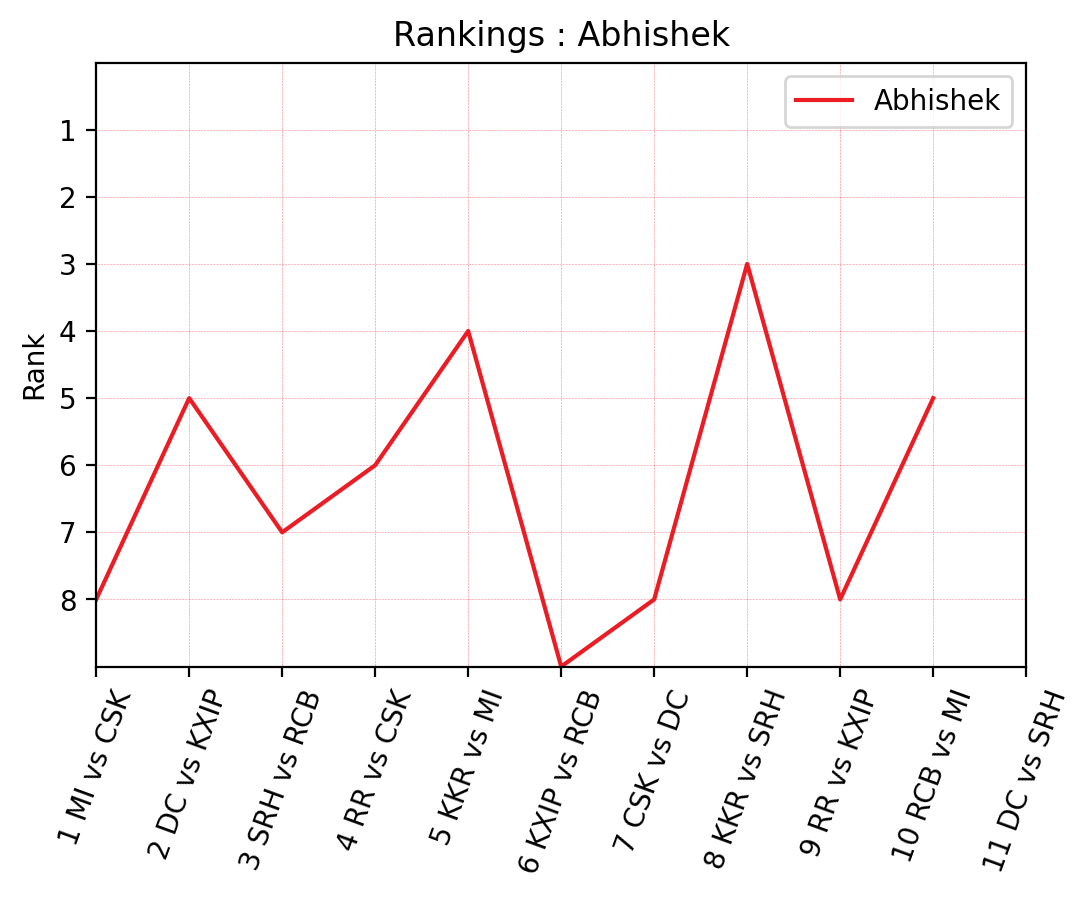 Rankings : Abhishek
Abhishek
Rank
1
2
3
4
5
6
7
8
1 MI vs CSK
2 DC vs KXIP
3 SRH vs RCB
4 RR vs CSK
5 KKR vs MI
6 KXIP vs RCB
7 CSK vs DC
8 KKR vs SRH
9 RR vs KXIP
10 RCB vs MI
11 DC vs SRH